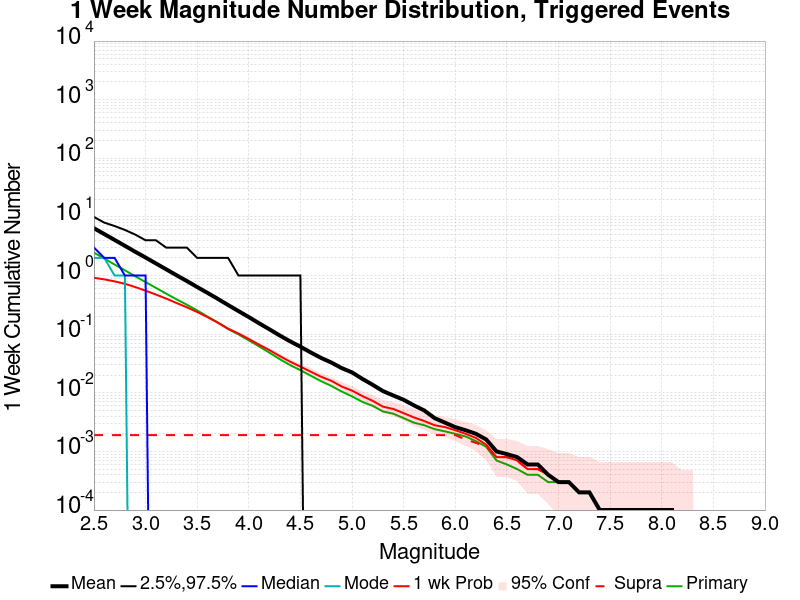 1 Week Magnitude Number Distribution, Triggered Events
1 Week Cumulative Number
10^4
10^3
10^2
10^1
10^0
10^-1
10^-2
10^-3
10^-4
2.5 3.0 3.5 4.0 4.5 5.0 5.5 6.0 6.5 7.0 7.5 8.0 8.5 9.0
Magnitude
Mean 2.5%,97.5% Median Mode 1 wk Prob 95% Conf Supra Primary